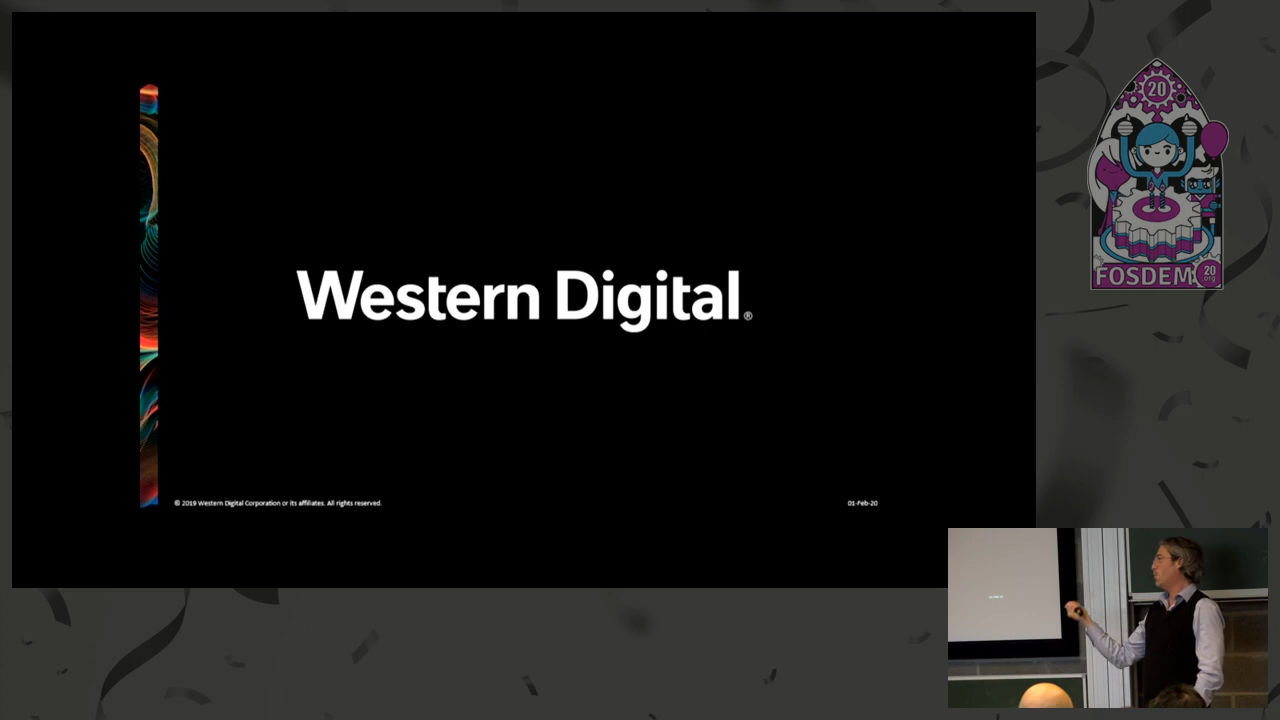 Western Digital®
© 2019 Western Digital Corporation or its affiliates. All rights reserved.
01-Feb-20
20
FOSDEM
20
org